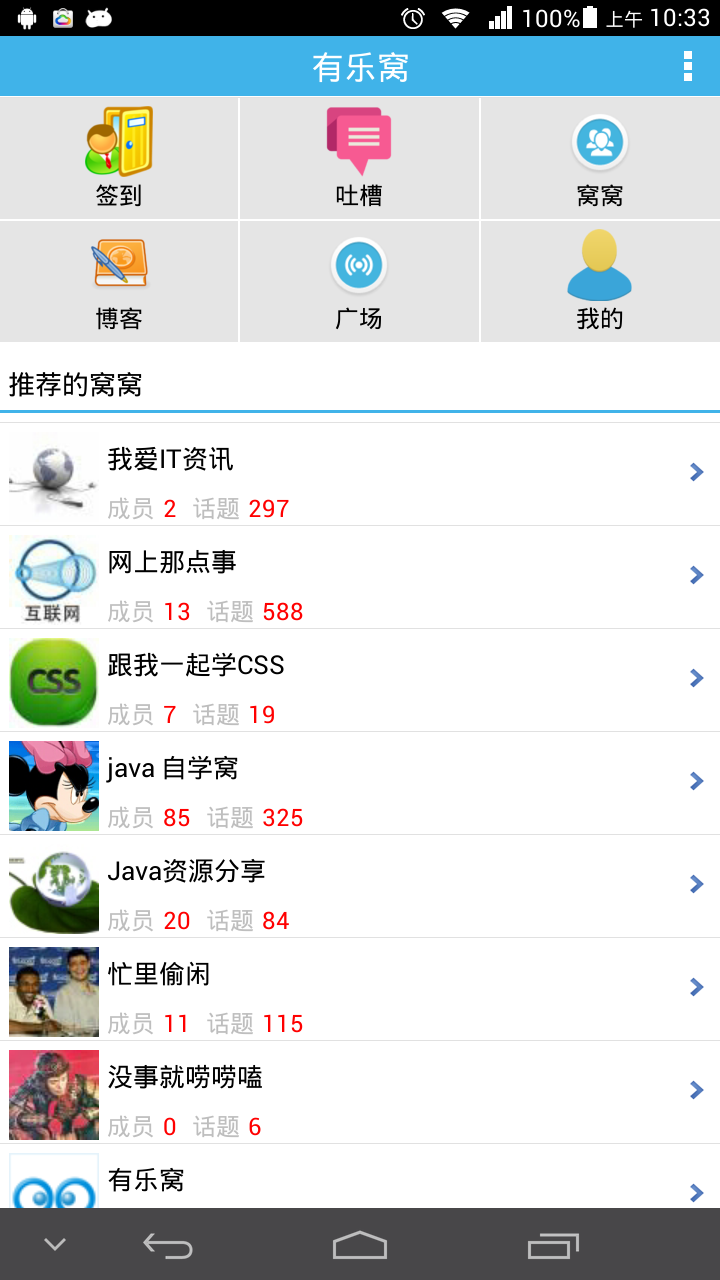 100% 上午 10:33
有乐窝
签到 吐槽 窝窝
博客 广场 我的
推荐的窝窝
我爱IT资讯
成员 2 话题 297
网上那点事
互联网
成员 13 话题 588
跟我一起学CSS
CSS
成员 7 话题 19
java 自学窝
成员 85 话题 325
Java资源分享
成员 20 话题 84
忙里偷闲
成员 11 话题 115
没事就唠唠嗑
成员 0 话题 6
有乐窝